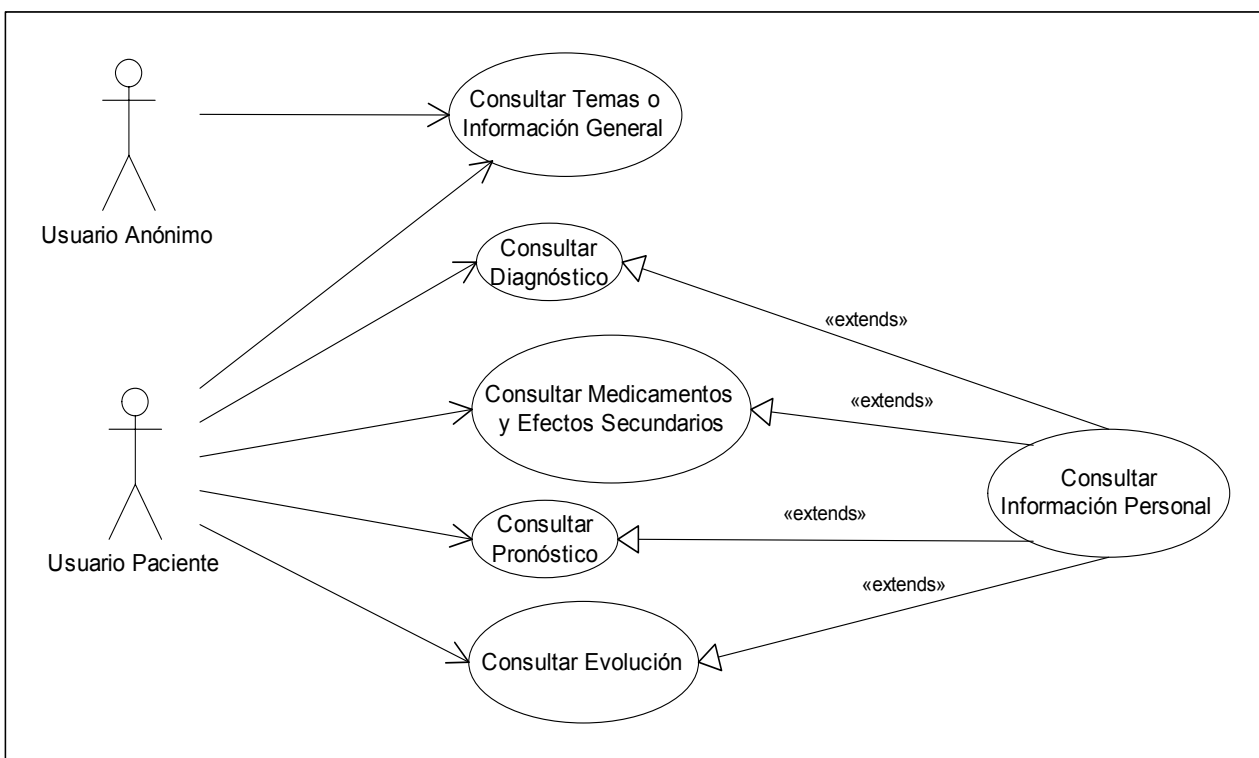 Consultar Temas o
Información General
Usuario Anónimo
Consultar
Diagnóstico
«extends»
Consultar Medicamentos
y Efectos Secundarios
«extends»
Consultar
Información Personal
«extends»
Consultar
Pronóstico
Usuario Paciente
«extends»
Consultar Evolución